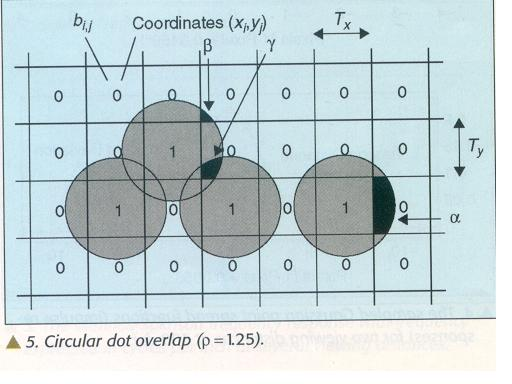 b_{i,j} Coordinates (x_i,y_j) T_x
β γ
0 0 0 0 0 0 0
0 0 1 0 0 0 0 T_y
0 1 0 1 0 1 0 α
0 0 0 0 0 0 0
▲ 5. Circular dot overlap (ρ = 1.25).